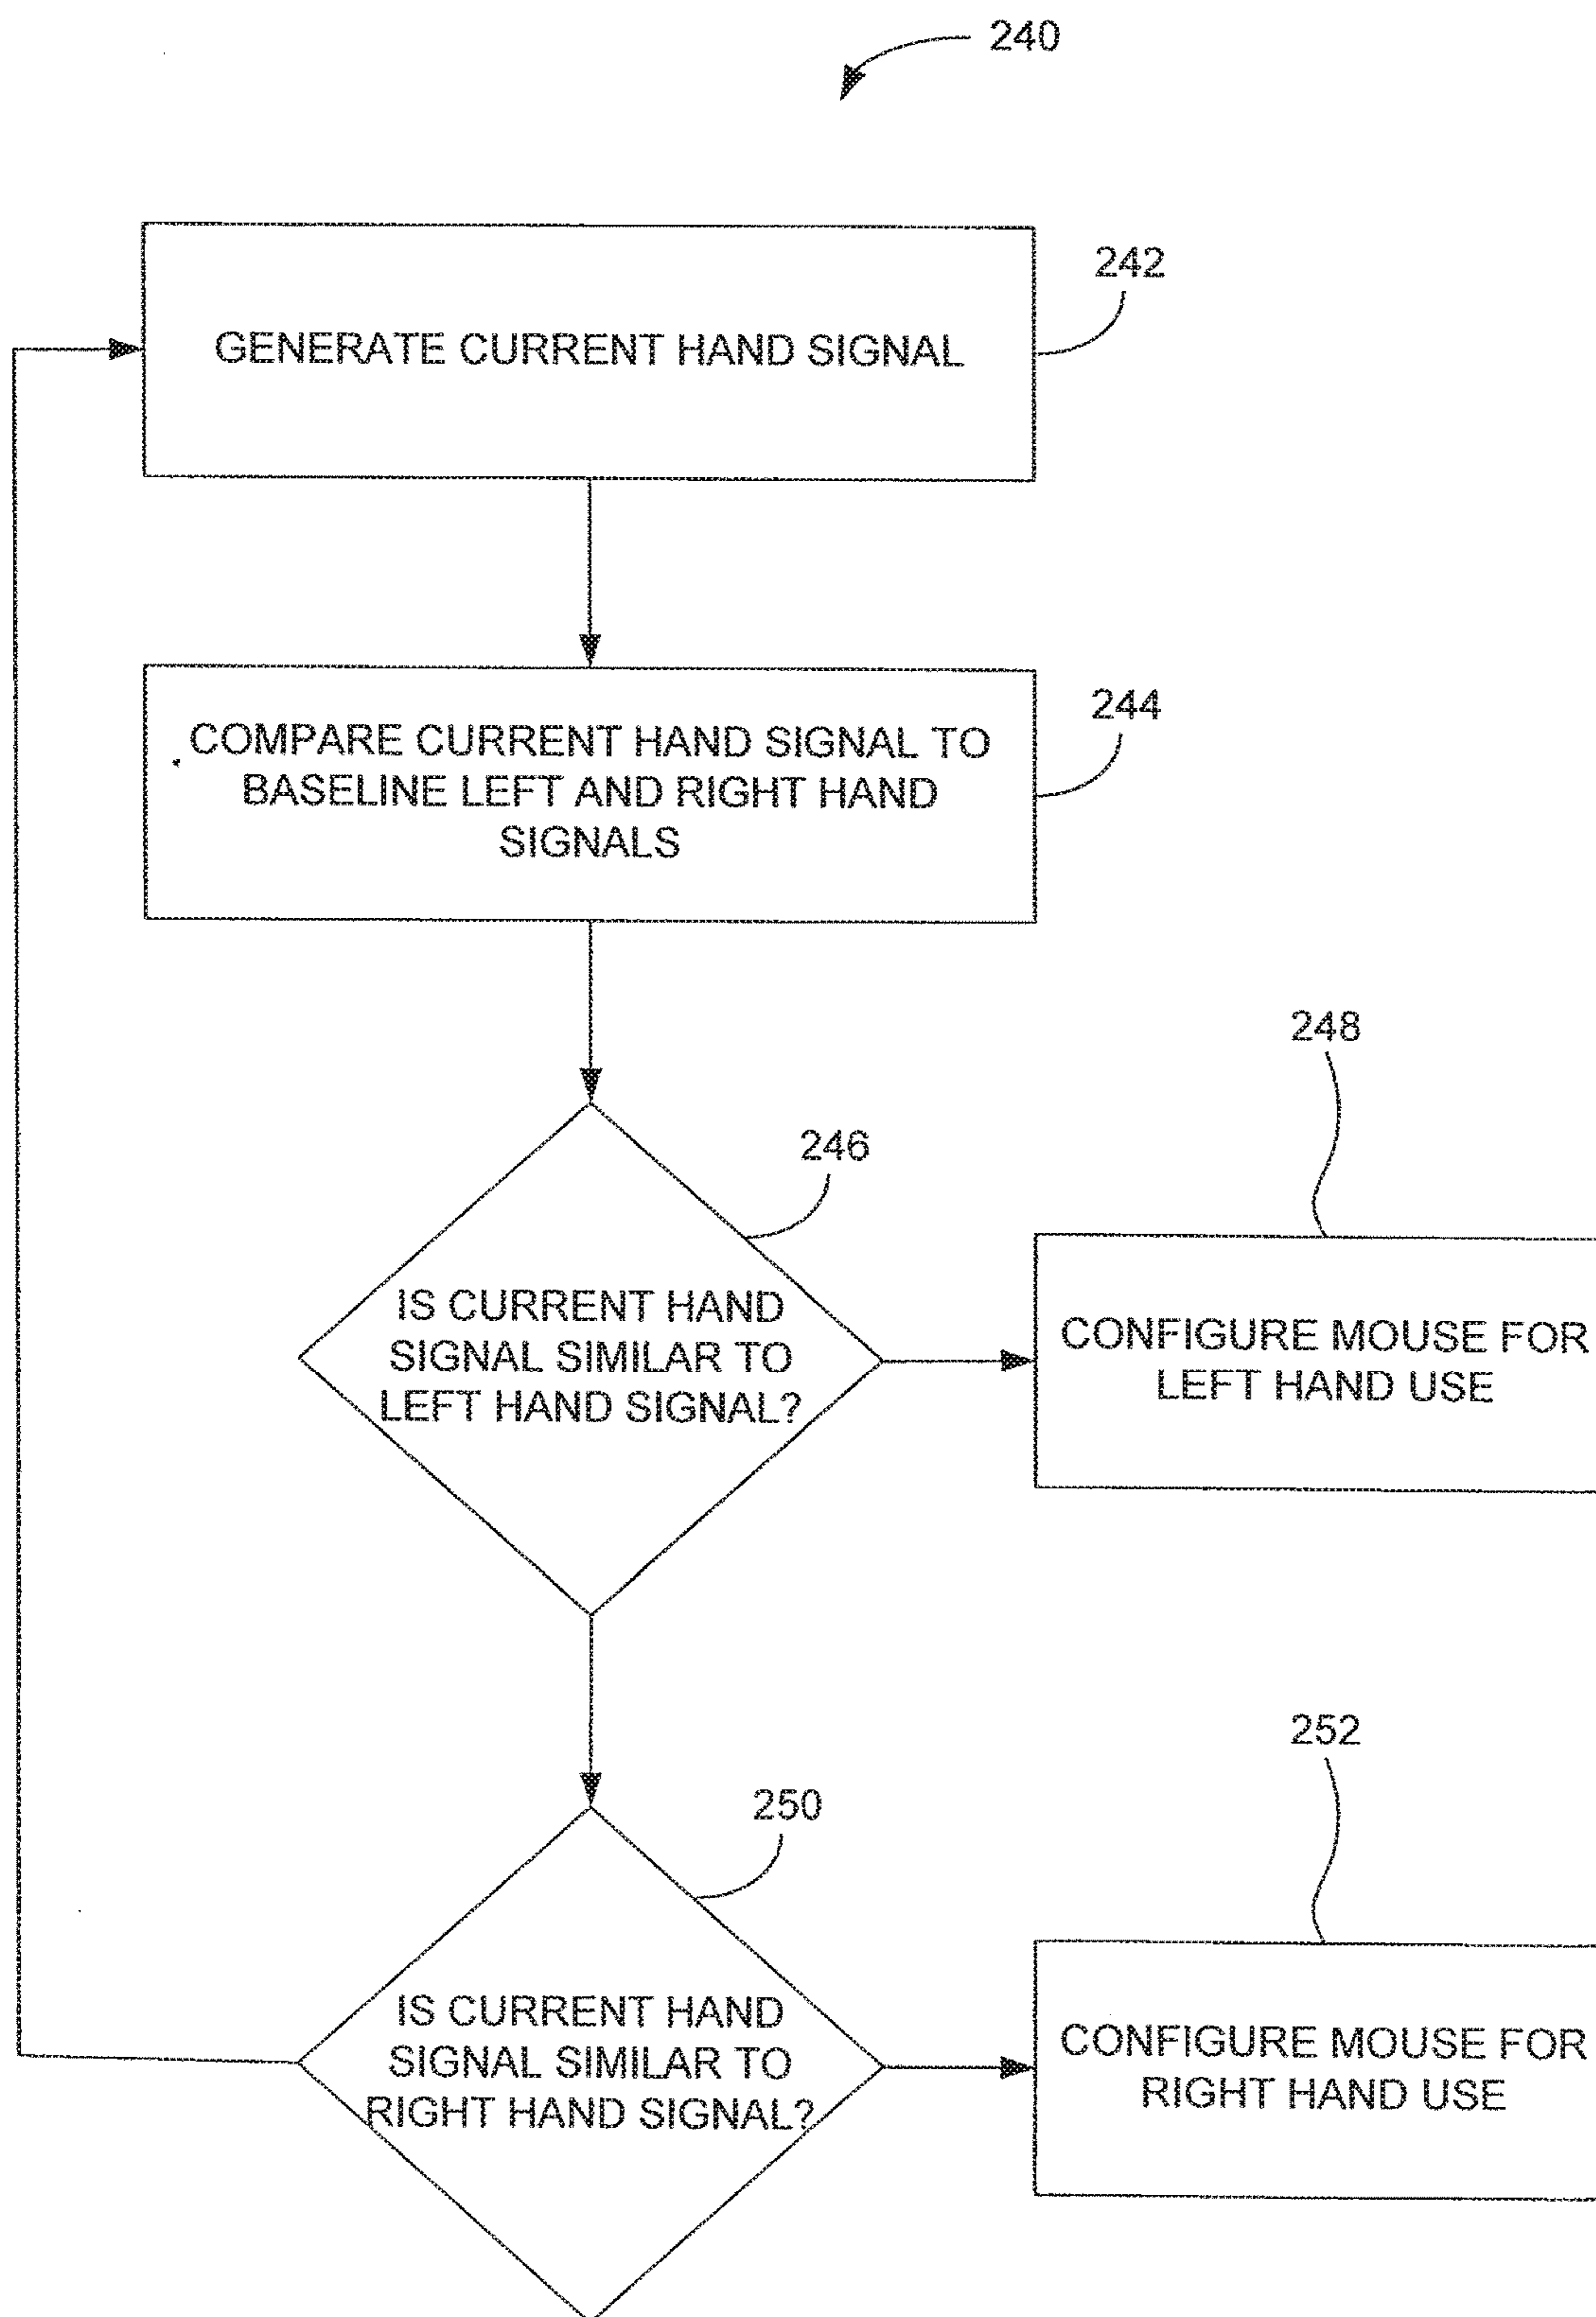 240
242
GENERATE CURRENT HAND SIGNAL
244
COMPARE CURRENT HAND SIGNAL TO
BASELINE LEFT AND RIGHT HAND
SIGNALS
246
248
IS CURRENT HAND
SIGNAL SIMILAR TO
LEFT HAND SIGNAL?
CONFIGURE MOUSE FOR
LEFT HAND USE
250
252
IS CURRENT HAND
SIGNAL SIMILAR TO
RIGHT HAND SIGNAL?
CONFIGURE MOUSE FOR
RIGHT HAND USE